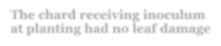 The chard receiving inoculum
at planting had no leaf damage